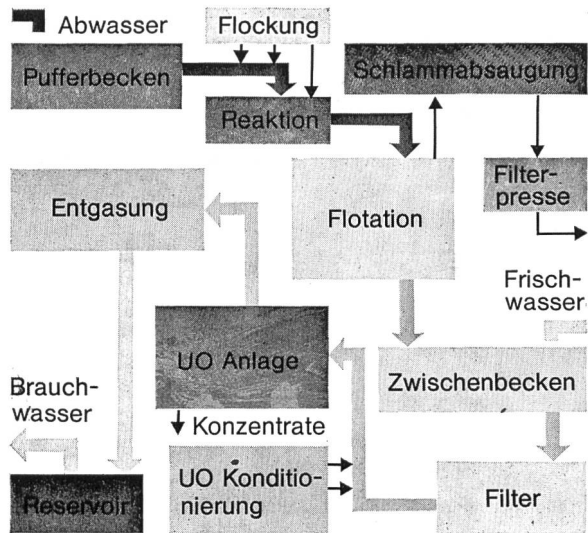 Abwasser
Flockung
Pufferbecken
Schlammabsaugung
Reaktion
Entgasung
Flotation
Filter-
presse
Frisch-
wasser
UO Anlage
Zwischenbecken
Brauch-
wasser
Konzentrate
UO Konditio-
nierung
Filter
Reservoir